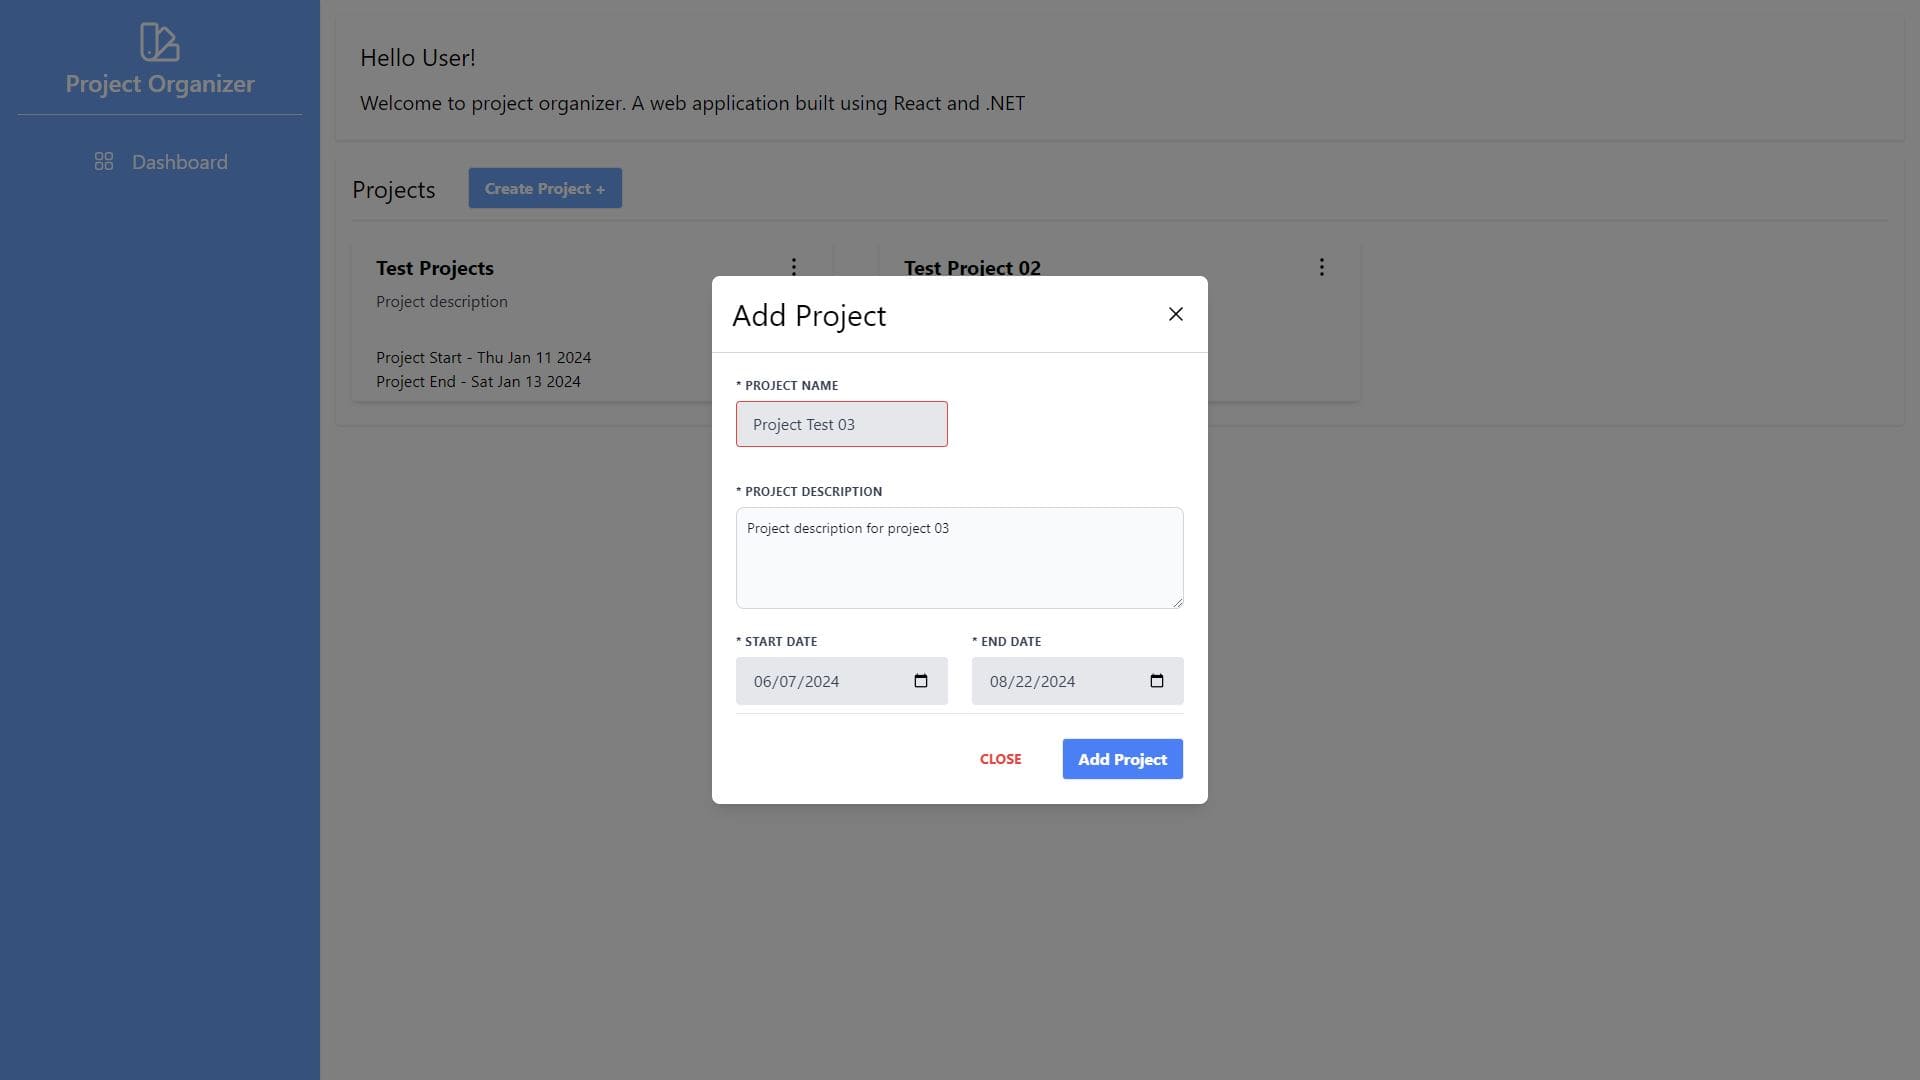 Project Organizer
Dashboard
Hello User!
Welcome to project organizer. A web application built using React and .NET
Projects
Create Project +
Test Projects
Project description
Project Start - Thu Jan 11 2024
Project End - Sat Jan 13 2024
Test Project 02
Add Project
* PROJECT NAME
Project Test 03
* PROJECT DESCRIPTION
Project description for project 03
* START DATE
* END DATE
06/07/2024
08/22/2024
CLOSE
Add Project